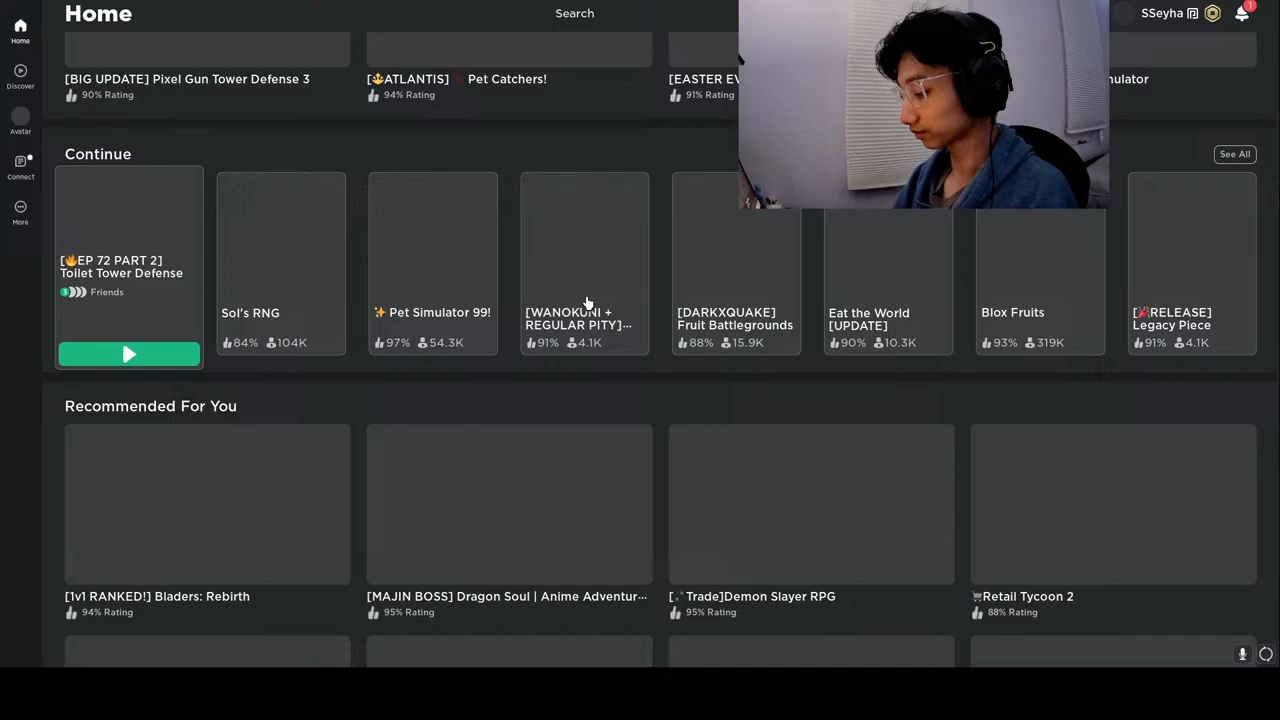 Home
Search
SSeyha
1
Home
Discover
Avatar
Connect
More
[BIG UPDATE] Pixel Gun Tower Defense 3
90% Rating
[ATLANTIS] Pet Catchers!
94% Rating
[EASTER EV
91% Rating
mulator
Continue
See All
[🔥EP 72 PART 2]
Toilet Tower Defense
3 Friends
Sol's RNG
84% 104K
✨ Pet Simulator 99!
97% 54.3K
[WANOKUNI +
REGULAR PITY]...
91% 4.1K
[DARKXQUAKE]
Fruit Battlegrounds
88% 15.9K
Eat the World
[UPDATE]
90% 10.3K
Blox Fruits
93% 319K
[🎉RELEASE]
Legacy Piece
91% 4.1K
Recommended For You
[1v1 RANKED!] Bladers: Rebirth
94% Rating
[MAJIN BOSS] Dragon Soul | Anime Adventur...
95% Rating
[Trade]Demon Slayer RPG
95% Rating
🛒Retail Tycoon 2
88% Rating